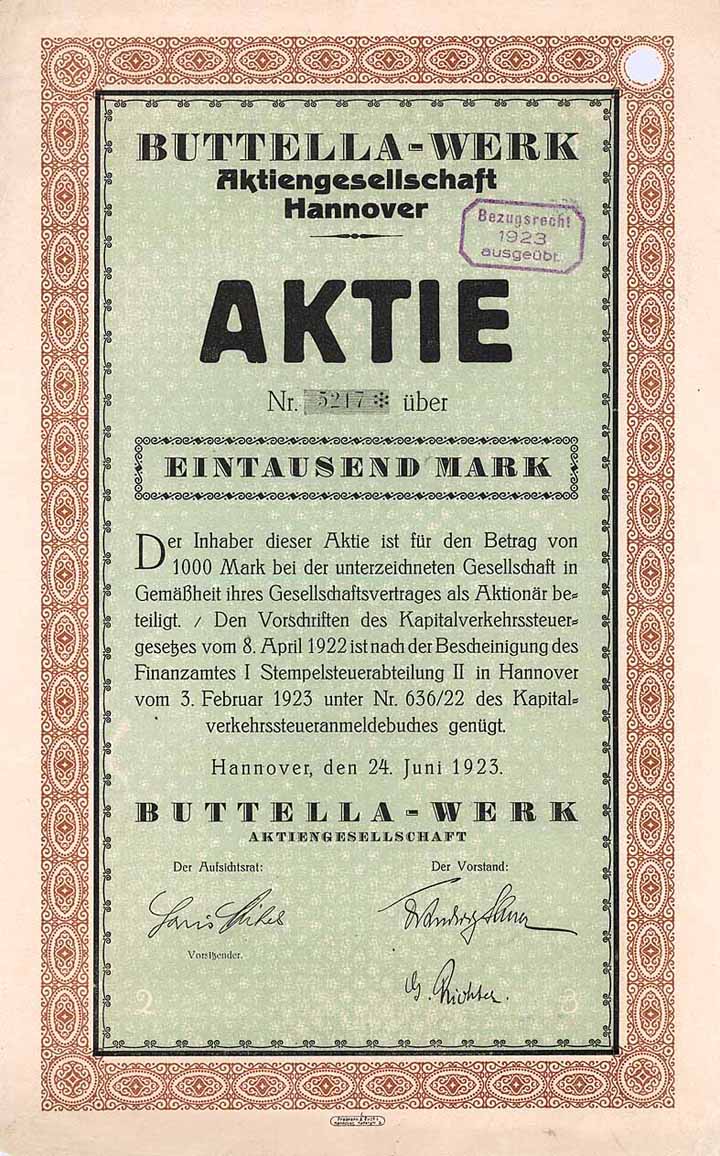 BUTTELLA-WERK
Aktiengesellschaft
Hannover
Bezugsrecht
1923
ausgeübt.
AKTIE
Nr. 5217 ✻ über
EINTAUSEND MARK
Der Inhaber dieser Aktie ist für den Betrag von
1000 Mark bei der unterzeichneten Gesellschaft in
Gemäßheit ihres Gesellschaftsvertrages als Aktionär be=
teiligt. / Den Vorschriften des Kapitalverkehrssteuer=
gesetzes vom 8. April 1922 ist nach der Bescheinigung des
Finanzamtes I Stempelsteuerabteilung II in Hannover
vom 3. Februar 1923 unter Nr. 636/22 des Kapital=
verkehrssteueranmeldebuches genügt.
Hannover, den 24. Juni 1923.
BUTTELLA-WERK
AKTIENGESELLSCHAFT
Der Aufsichtsrat:
Der Vorstand:
Vorsitzender.
G. Richter.
2
3